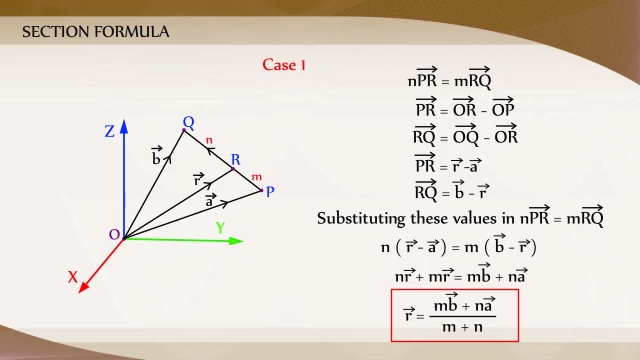 SECTION FORMULA
Case 1
nPR⃗ = mRQ⃗
PR⃗ = OR⃗ - OP⃗
RQ⃗ = OQ⃗ - OR⃗
PR⃗ = r⃗ - a⃗
RQ⃗ = b⃗ - r⃗
Substituting these values in nPR⃗ = mRQ⃗
n ( r⃗ - a⃗ ) = m ( b⃗ - r⃗ )
nr⃗ + mr⃗ = mb⃗ + na⃗
r⃗ = mb⃗ + na⃗
m + n
Z
Q
n
b⃗
R
r⃗
m
P
a⃗
O
Y
X